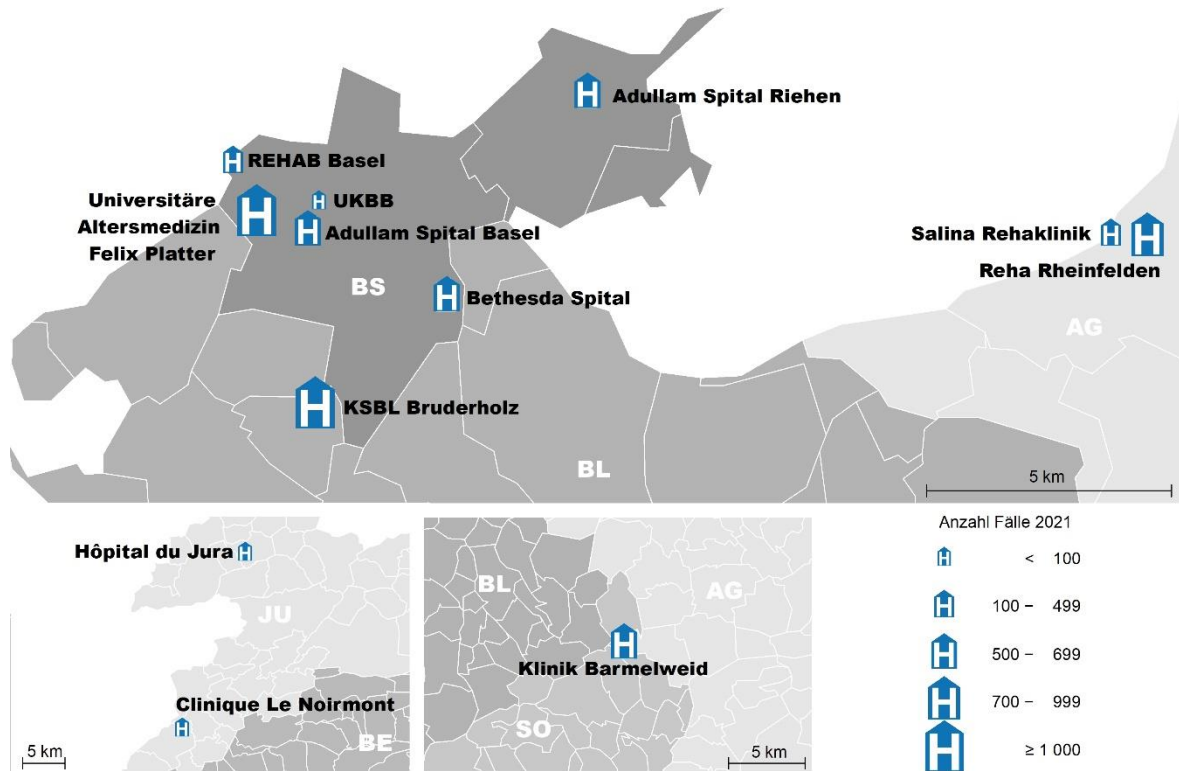 Adullam Spital Riehen
REHAB Basel
Universitäre
Altersmedizin
Felix Platter
UKBB
Adullam Spital Basel
BS
Bethesda Spital
Salina Rehaklinik
Reha Rheinfelden
AG
KSBL Bruderholz
BL
5 km
Hôpital du Jura
JU
Clinique Le Noirmont
BE
5 km
BL
AG
Klinik Barmelweid
SO
5 km
Anzahl Fälle 2021
< 100
100 – 499
500 – 699
700 – 999
≥ 1 000